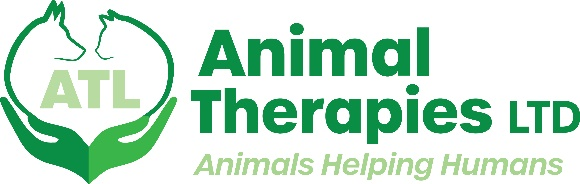 ATL
Animal
Therapies LTD
Animals Helping Humans